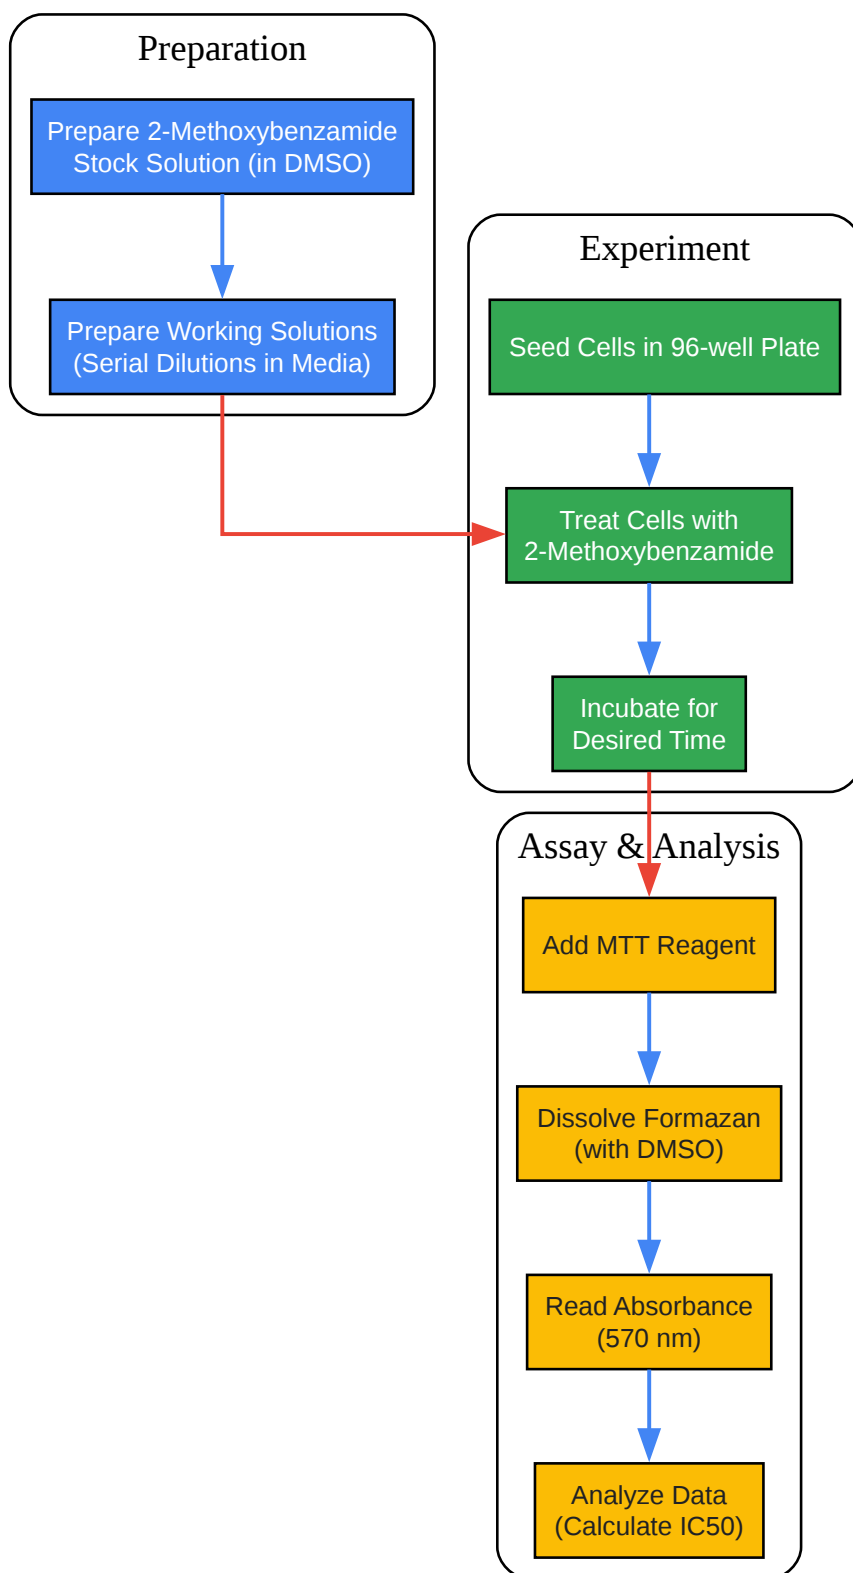 Preparation
Prepare 2-Methoxybenzamide
Stock Solution (in DMSO)
Prepare Working Solutions
(Serial Dilutions in Media)
Experiment
Seed Cells in 96-well Plate
Treat Cells with
2-Methoxybenzamide
Incubate for
Desired Time
Assay & Analysis
Add MTT Reagent
Dissolve Formazan
(with DMSO)
Read Absorbance
(570 nm)
Analyze Data
(Calculate IC50)